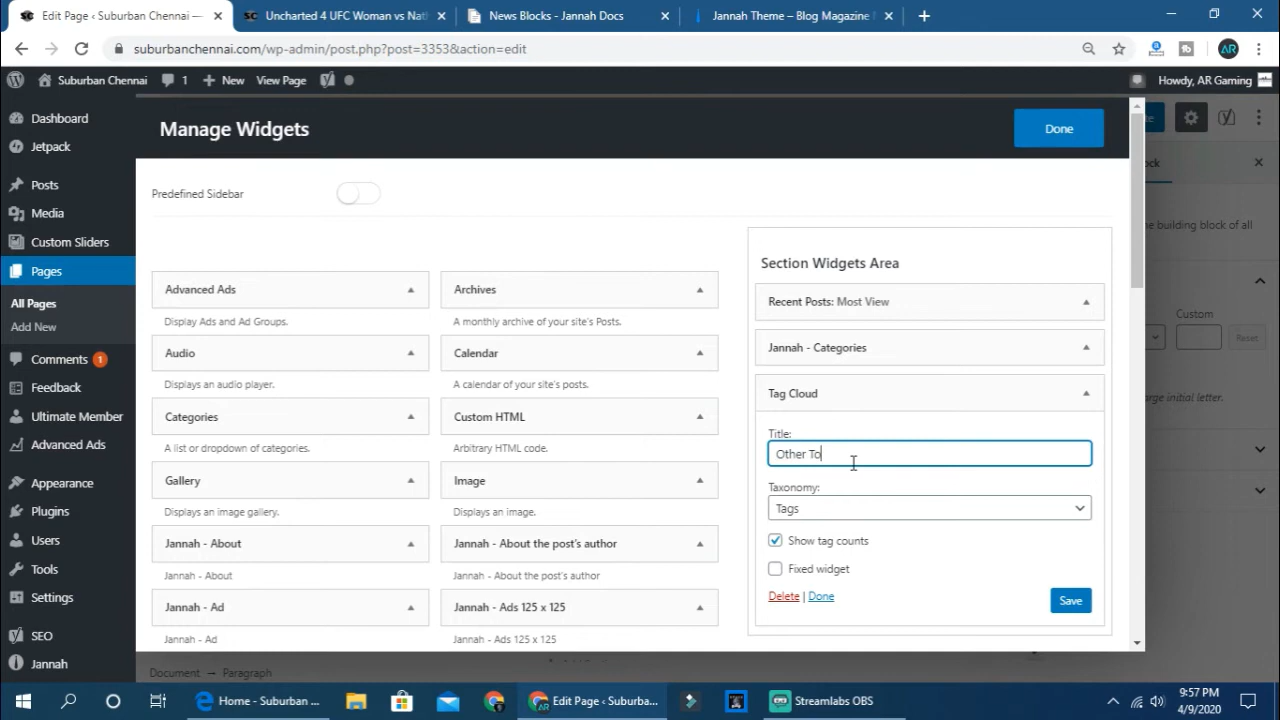 Edit Page ‹ Suburban Chennai —
Uncharted 4 UFC Woman vs Nat
News Blocks - Jannah Docs
Jannah Theme – Blog Magazine
suburbanchennai.com/wp-admin/post.php?post=3353&action=edit
Suburban Chennai
1
New
View Page
Howdy, AR Gaming
Dashboard
Jetpack
Posts
Media
Custom Sliders
Pages
All Pages
Add New
Comments 1
Feedback
Ultimate Member
Advanced Ads
Appearance
Plugins
Users
Tools
Settings
SEO
Jannah
Manage Widgets
Done
Predefined Sidebar
Advanced Ads
Display Ads and Ad Groups.
Archives
A monthly archive of your site's Posts.
Audio
Displays an audio player.
Calendar
A calendar of your site's posts.
Categories
A list or dropdown of categories.
Custom HTML
Arbitrary HTML code.
Gallery
Displays an image gallery.
Image
Displays an image.
Jannah - About
Jannah - About
Jannah - About the post's author
Jannah - About the post's author
Jannah - Ad
Jannah - Ad
Jannah - Ads 125 x 125
Jannah - Ads 125 x 125
Section Widgets Area
Recent Posts: Most View
Jannah - Categories
Tag Cloud
Title:
Other To
Taxonomy:
Tags
Show tag counts
Fixed widget
Delete | Done
Save
ock
he building block of all
Custom
Reset
arge initial letter.
Document → Paragraph
Home - Suburban ...
Edit Page ‹ Suburba...
Streamlabs OBS
9:57 PM
4/9/2020